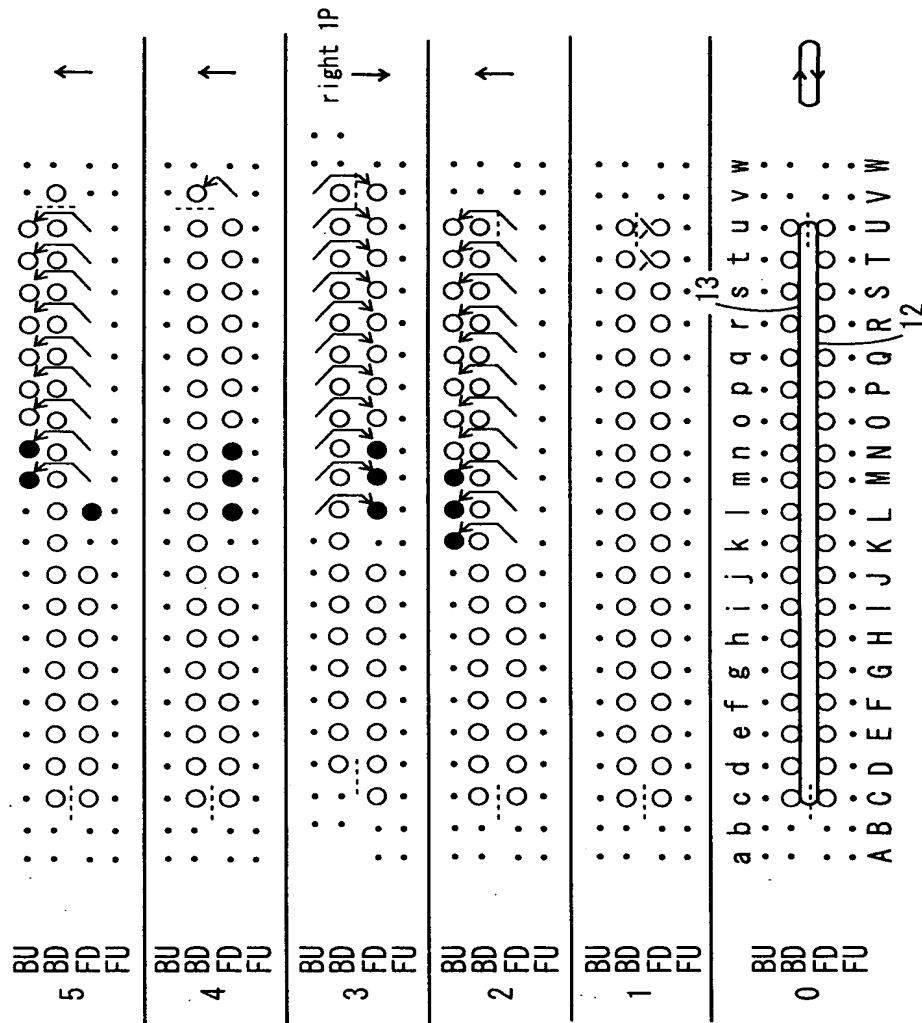 5
BU
BD
FD
FU
4
BU
BD
FD
FU
3
BU
BD
FD
FU
right 1P
2
BU
BD
FD
FU
1
BU
BD
FD
FU
a b c d e f g h i j k l m n o p q r s t u v w
13
0
BU
BD
FD
FU
A B C D E F G H I J K L M N O P Q R S T U V W
12